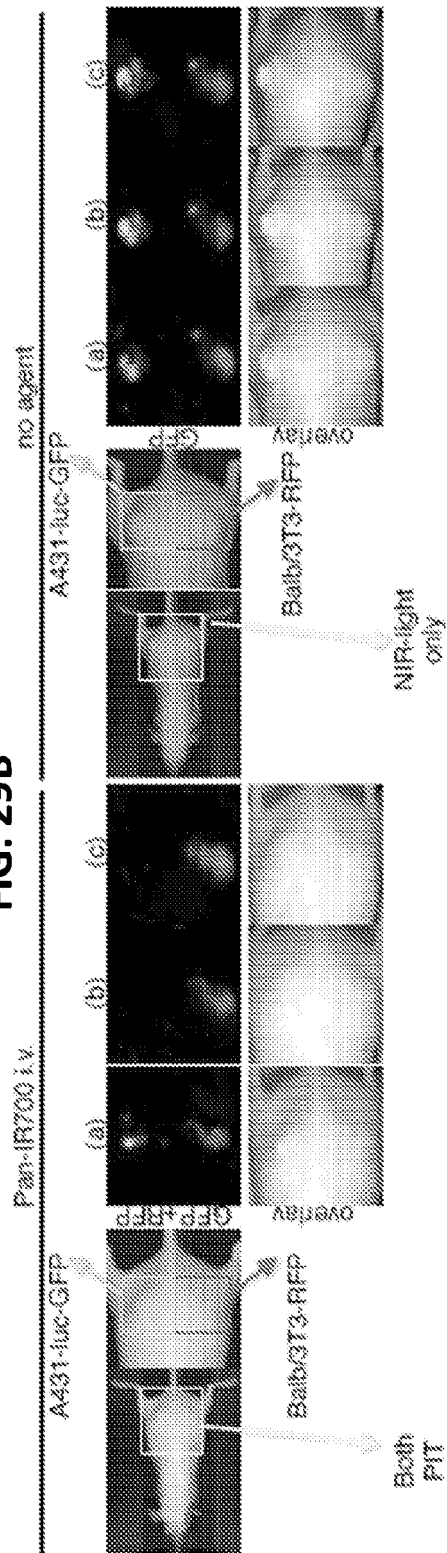 FIG. 29B
Pan-IR700 i.v.
no agent
A431-luc-GFP
(a)
(b)
(c)
A431-luc-GFP
(a)
(b)
(c)
GFP+RFP
overlay
Balb/3T3-RFP
overlay
Balb/3T3-RFP
Both
PIT
NIR-light
only